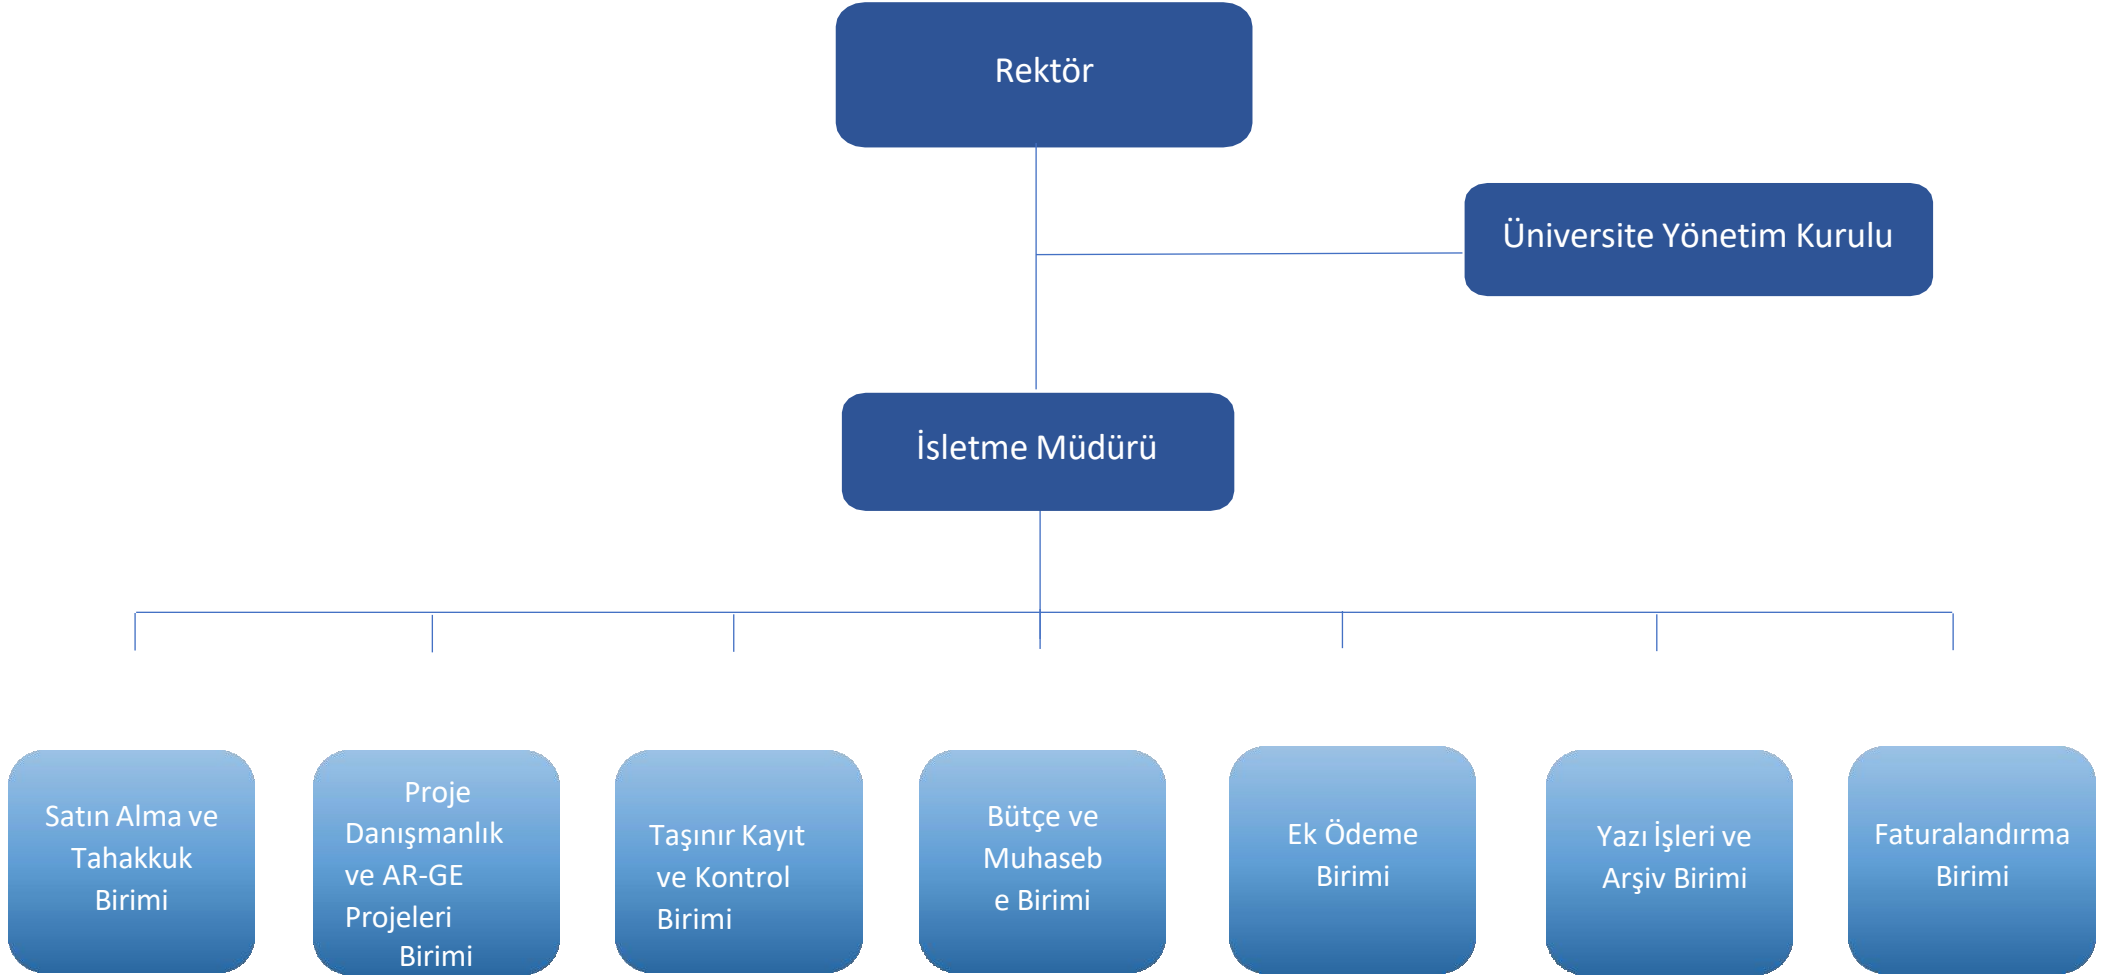 Rektör
Üniversite Yönetim Kurulu
İsletme Müdürü
Satın Alma ve
Tahakkuk
Birimi
Proje
Danışmanlık
ve AR-GE
Projeleri
Birimi
Taşınır Kayıt
ve Kontrol
Birimi
Bütçe ve
Muhaseb
e Birimi
Ek Ödeme
Birimi
Yazı İşleri ve
Arşiv Birimi
Faturalandırma
Birimi